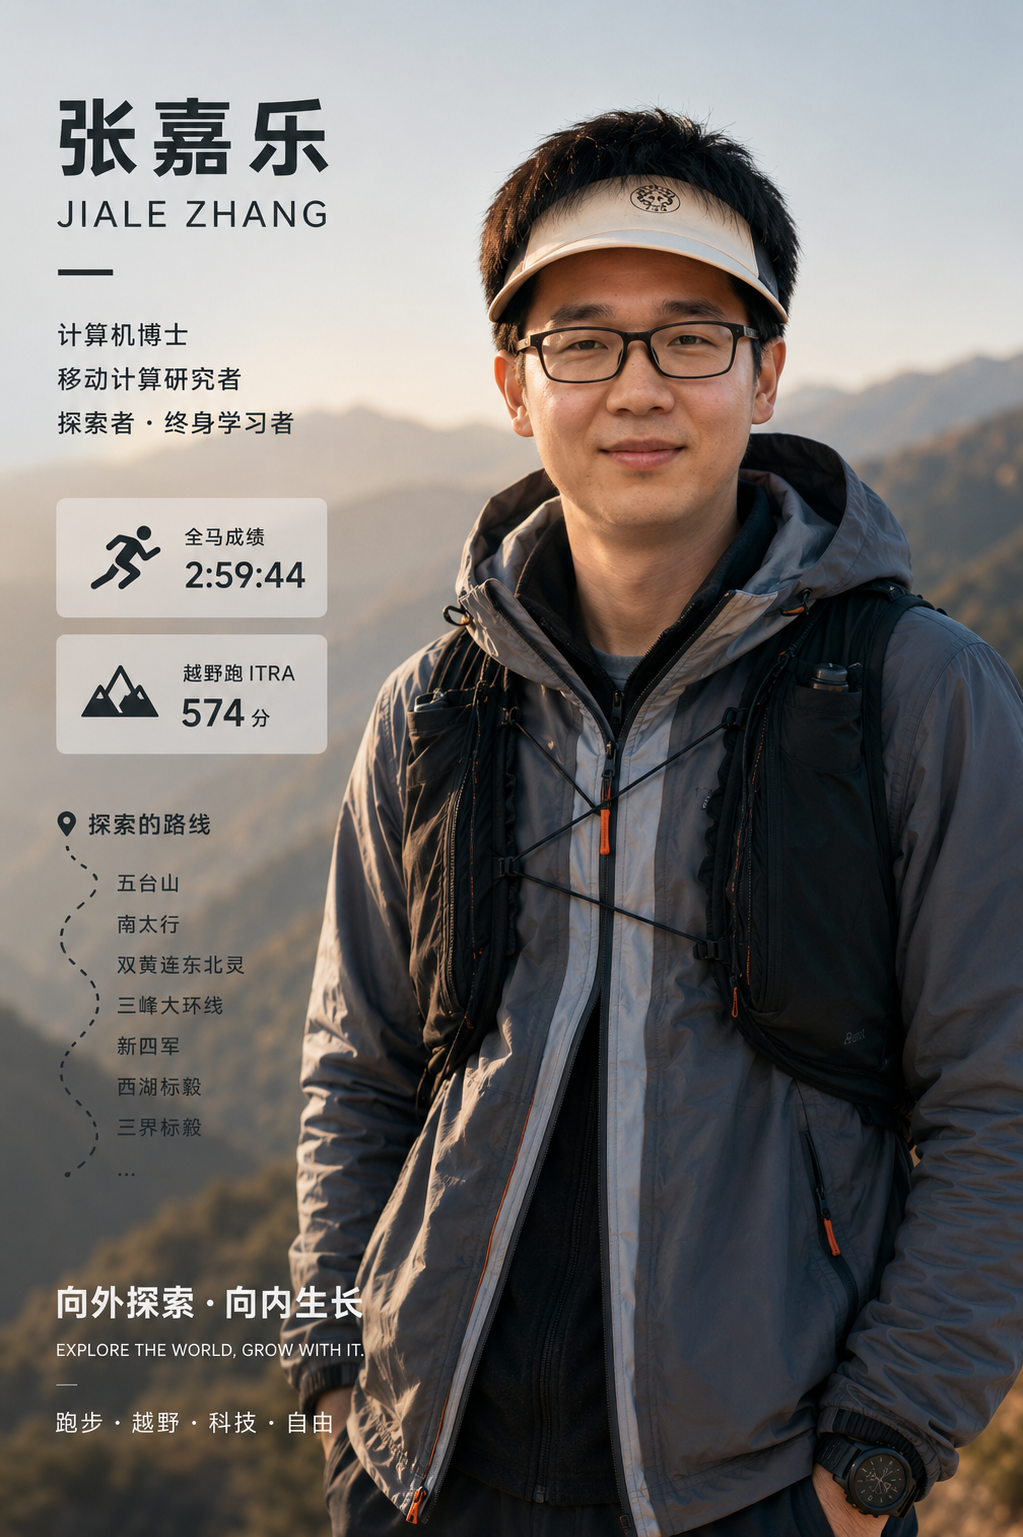 张嘉乐
JIALE ZHANG
计算机博士
移动计算研究者
探索者 · 终身学习者
全马成绩
2:59:44
越野跑 ITRA
574 分
探索的路线
五台山
南太行
双黄连东北灵
三峰大环线
新四军
西湖标毅
三界标毅
...
向外探索 · 向内生长
EXPLORE THE WORLD, GROW WITH IT.
跑步 · 越野 · 科技 · 自由